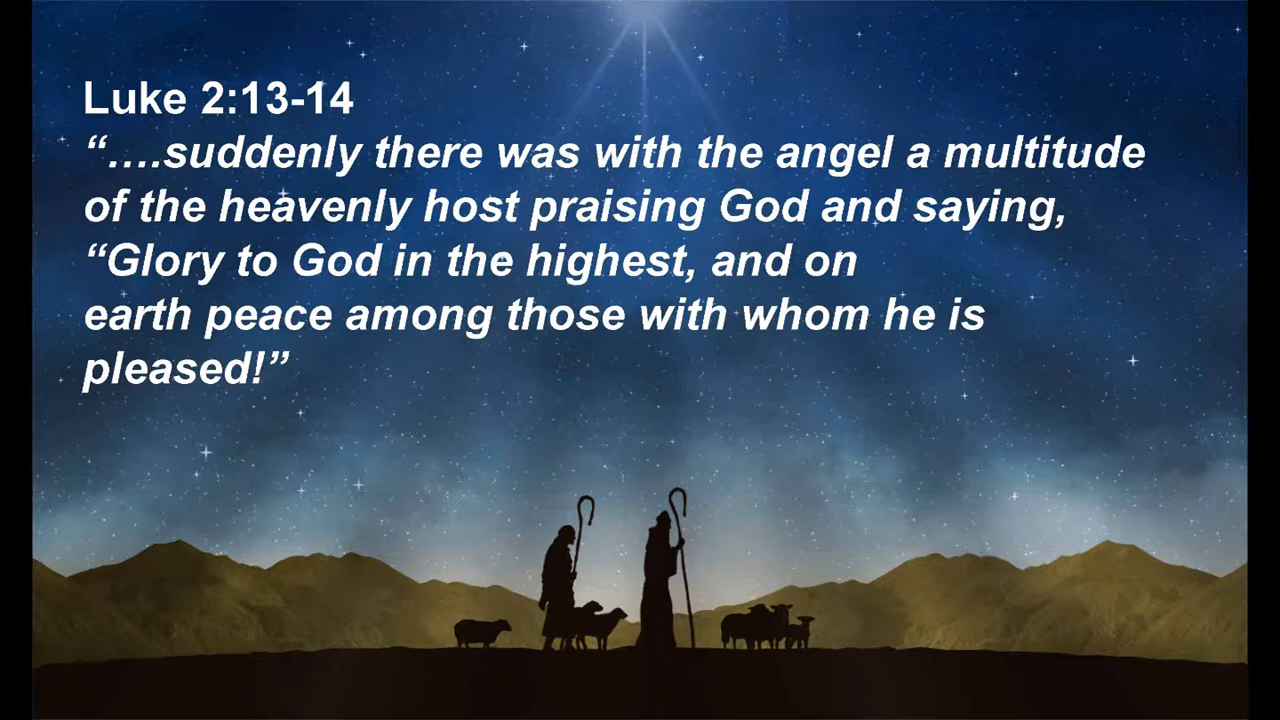 Luke 2:13-14
“….suddenly there was with the angel a multitude
of the heavenly host praising God and saying,
“Glory to God in the highest, and on
earth peace among those with whom he is
pleased!”